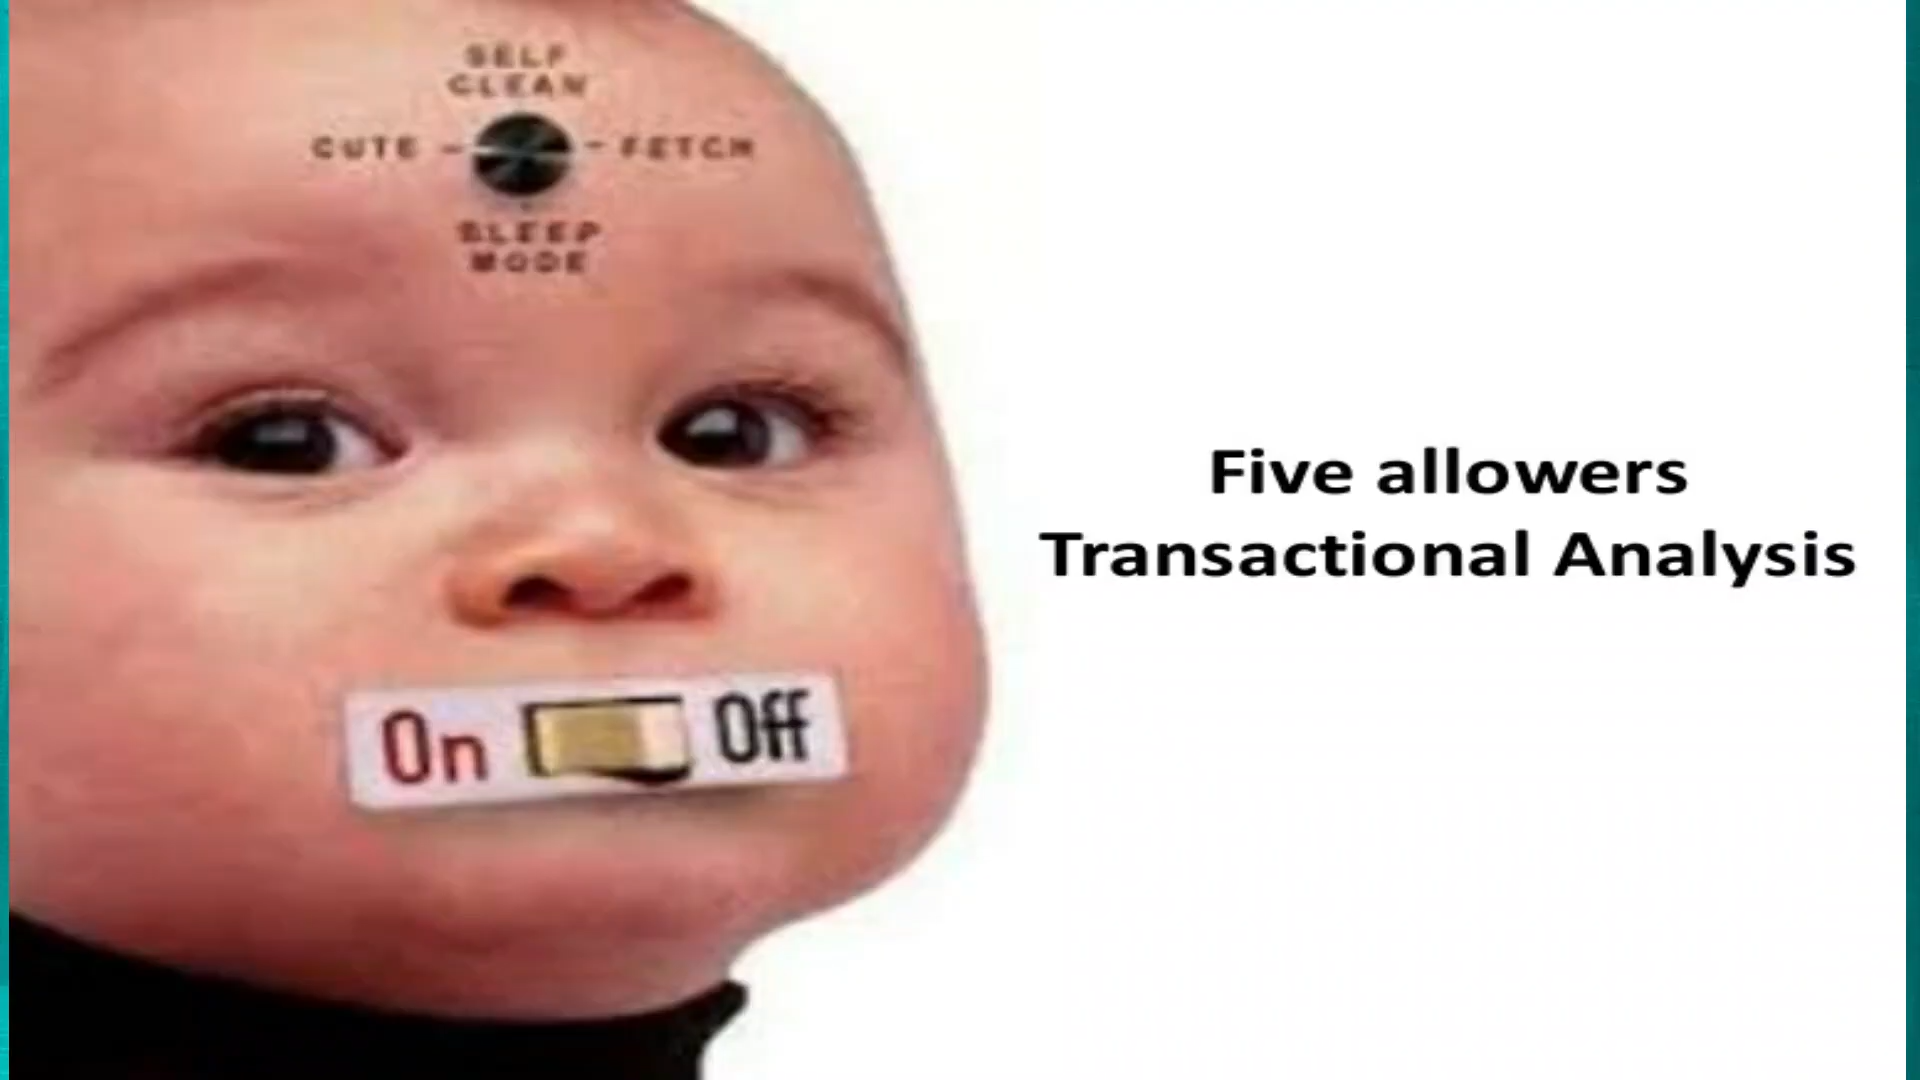 SELF
CLEAN
CUTE - - FETCH
SLEEP
MODE
On Off
Five allowers
Transactional Analysis